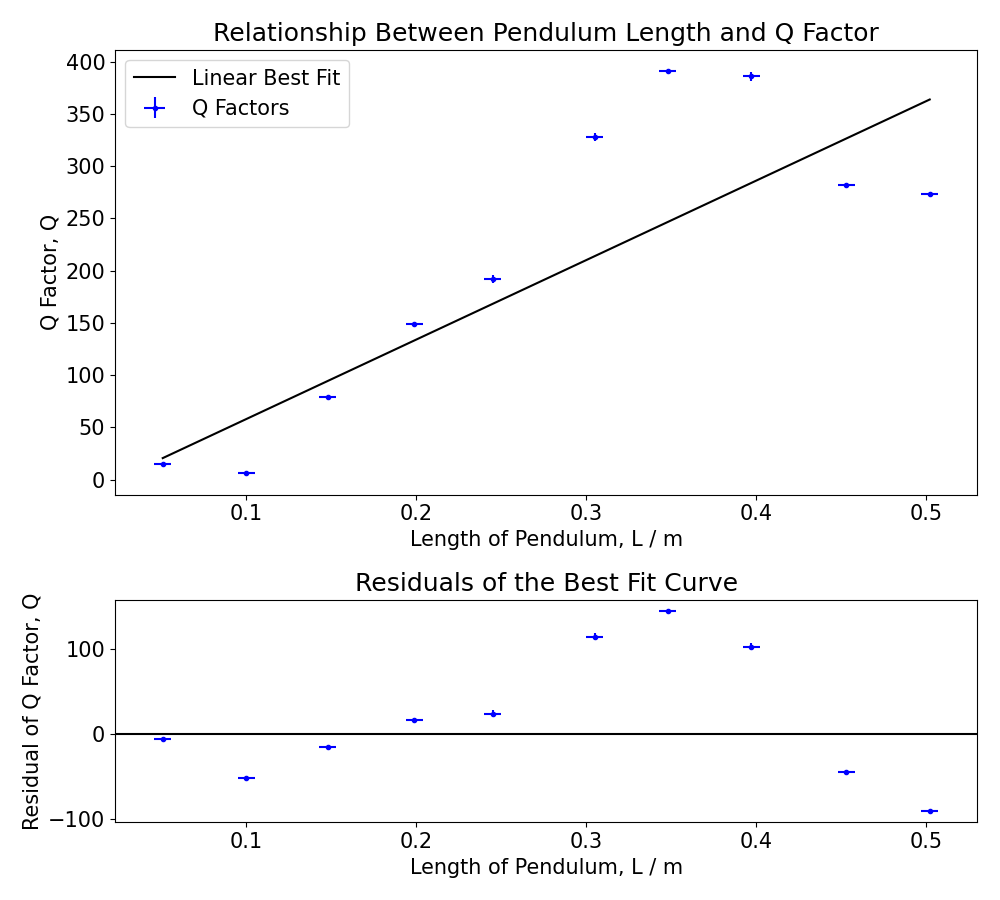 Relationship Between Pendulum Length and Q Factor
Linear Best Fit
Q Factors
Q Factor, Q
400
350
300
250
200
150
100
50
0
0.1 0.2 0.3 0.4 0.5
Length of Pendulum, L / m
Residuals of the Best Fit Curve
Residual of Q Factor, Q
100
0
−100
0.1 0.2 0.3 0.4 0.5
Length of Pendulum, L / m